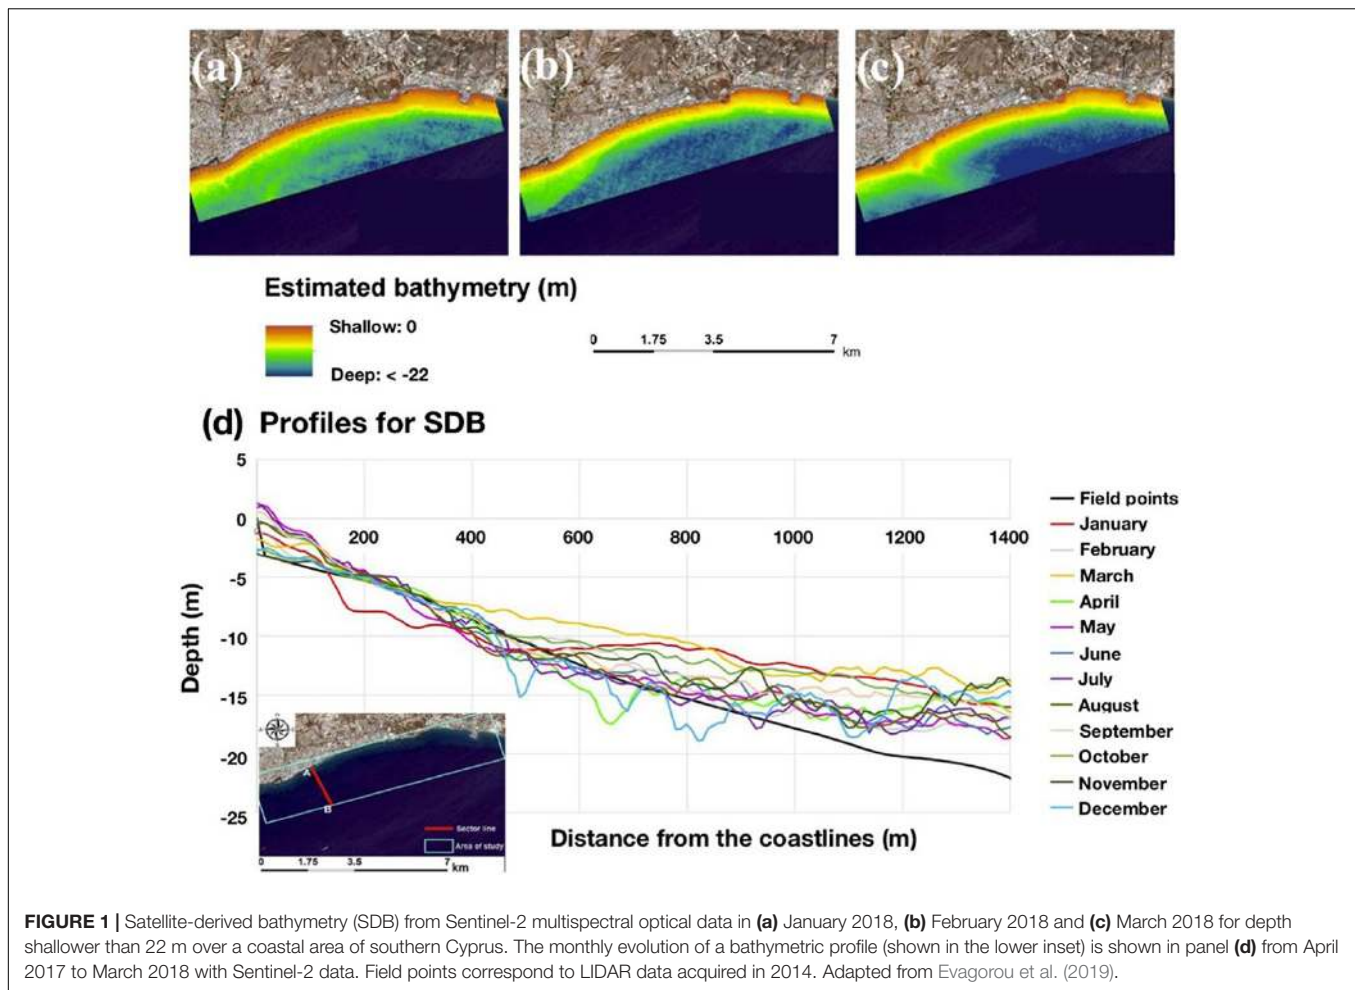 (a)
(b)
(c)
Estimated bathymetry (m)
Shallow: 0
Deep: < -22
0 1.75 3.5 7
km
(d) Profiles for SDB
5
0
-5
-10
-15
-20
-25
Depth (m)
200 400 600 800 1000 1200 1400
Distance from the coastlines (m)
Field points
January
February
March
April
May
June
July
August
September
October
November
December
A
B
Sector line
Area of study
0 1.75 3.5 7
km
FIGURE 1 | Satellite-derived bathymetry (SDB) from Sentinel-2 multispectral optical data in (a) January 2018, (b) February 2018 and (c) March 2018 for depth
shallower than 22 m over a coastal area of southern Cyprus. The monthly evolution of a bathymetric profile (shown in the lower inset) is shown in panel (d) from April
2017 to March 2018 with Sentinel-2 data. Field points correspond to LIDAR data acquired in 2014. Adapted from Evagorou et al. (2019).